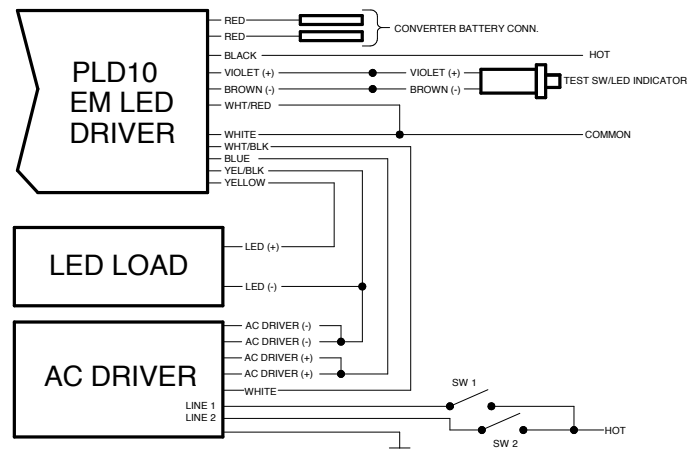 RED
RED
CONVERTER BATTERY CONN.
BLACK
HOT
PLD10
EM LED
DRIVER
VIOLET (+)
VIOLET (+)
BROWN (-)
BROWN (-)
TEST SW/LED INDICATOR
WHT/RED
WHITE
COMMON
WHT/BLK
BLUE
YEL/BLK
YELLOW
LED LOAD
LED (+)
LED (-)
AC DRIVER
AC DRIVER (-)
AC DRIVER (-)
AC DRIVER (+)
AC DRIVER (+)
WHITE
LINE 1
LINE 2
SW 1
SW 2
HOT